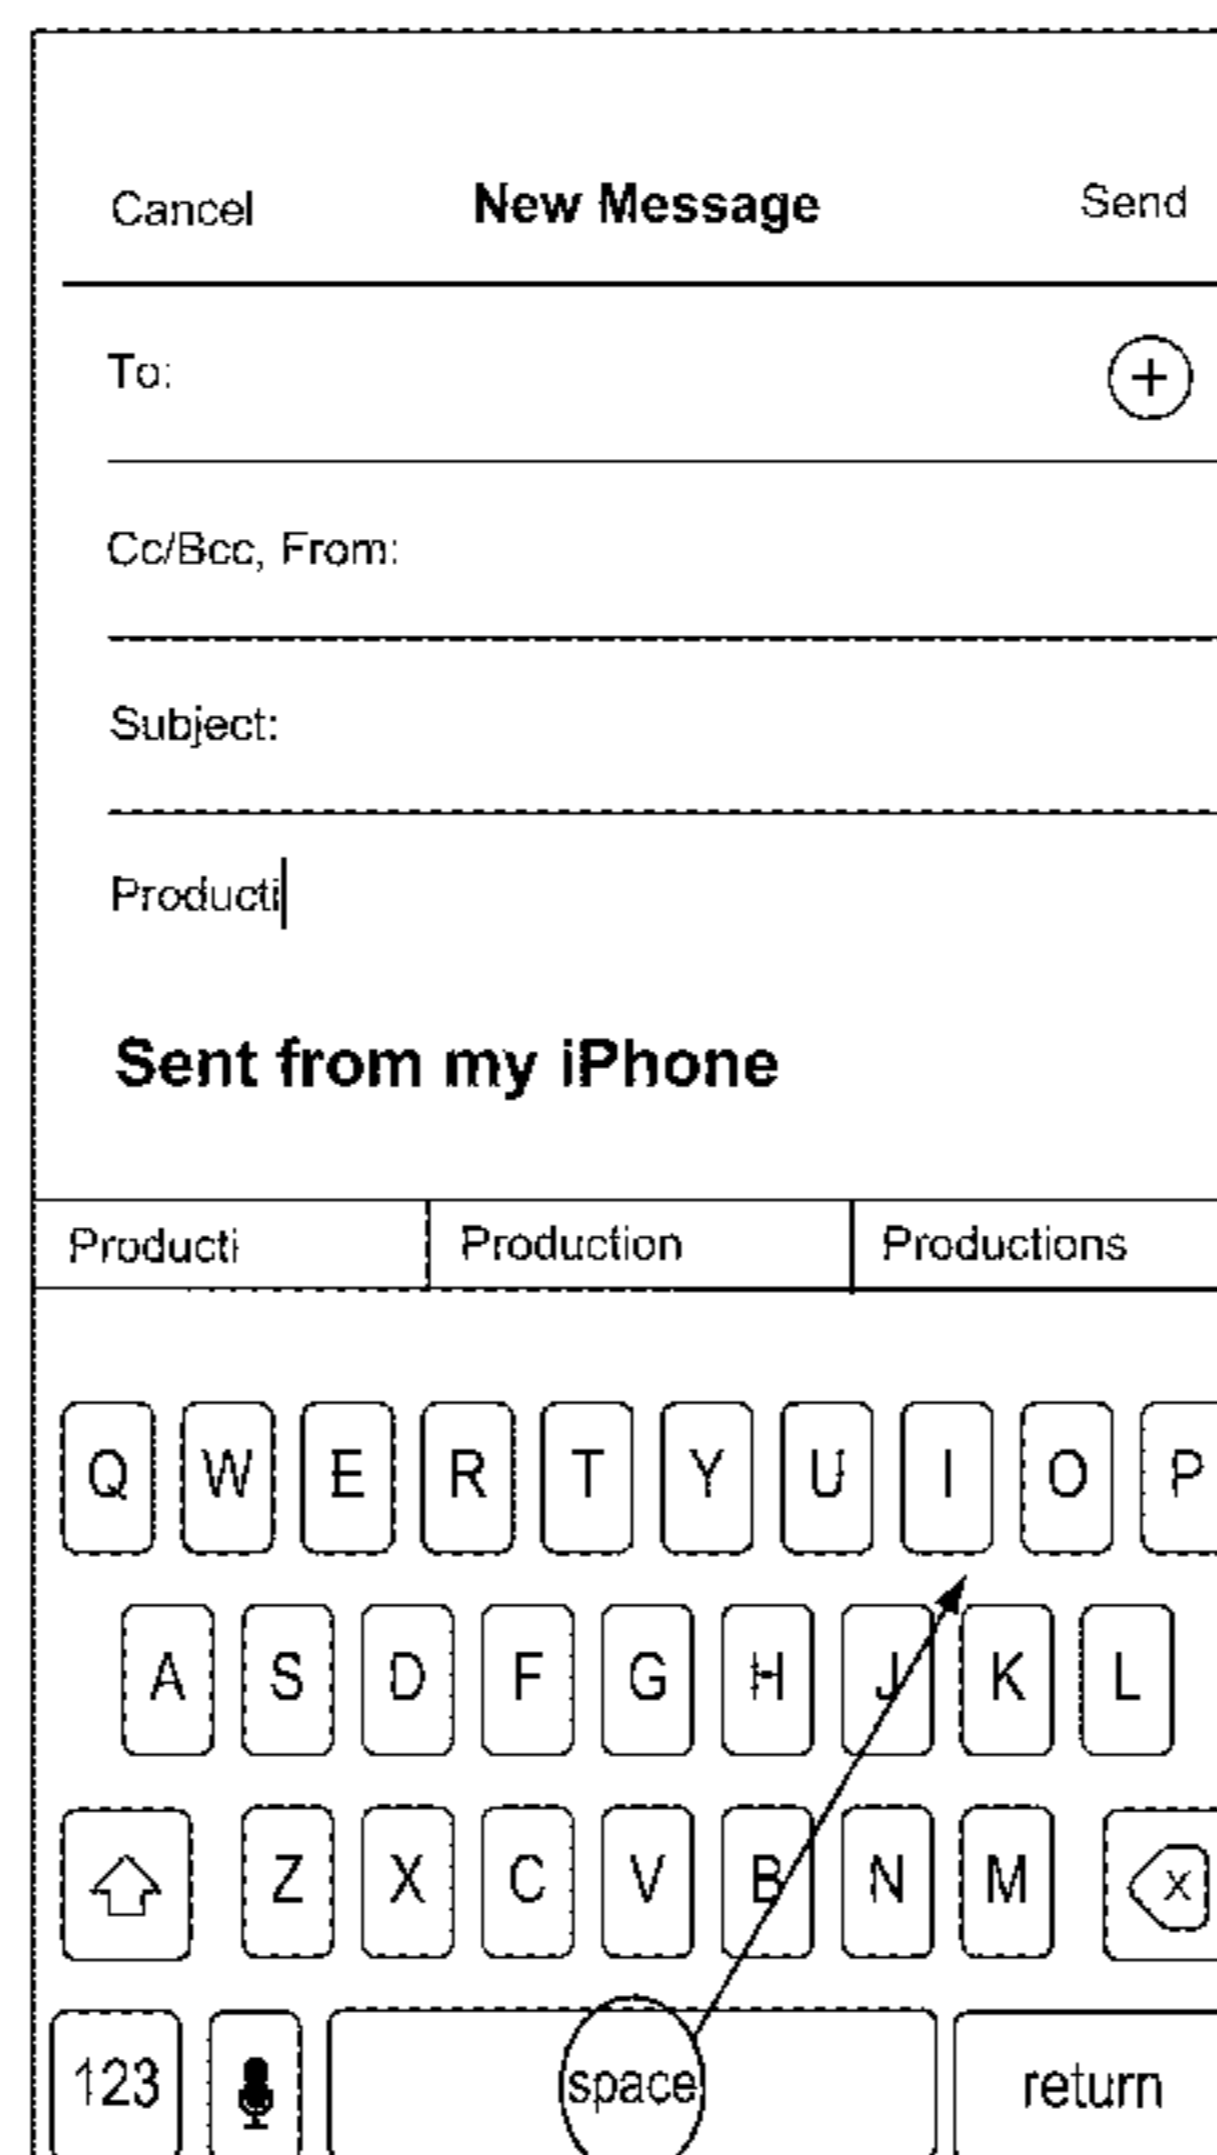 Cancel New Message Send
To: +
Cc/Bcc, From:
Subject:
Producti
Sent from my iPhone
Producti Production Productions
Q W E R T Y U I O P
A S D F G H J K L
Z X C V B N M X
123 space return